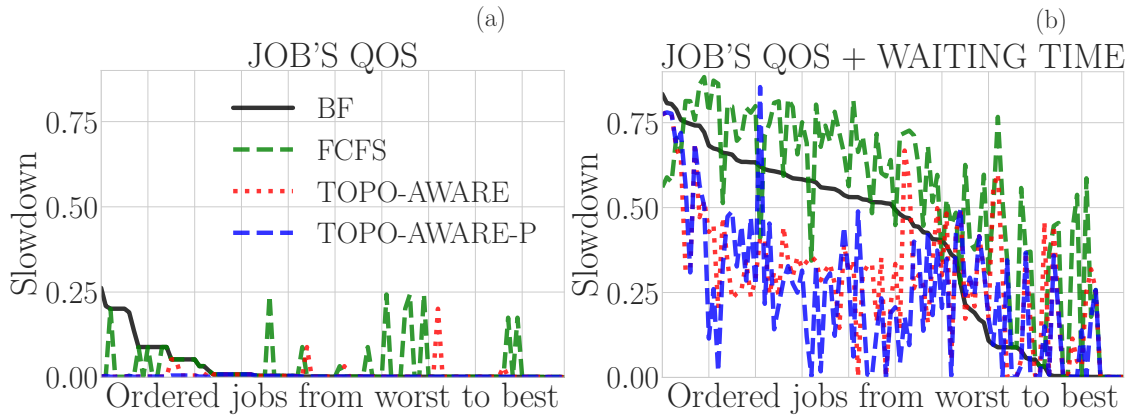 (a)
JOB'S QOS
BF
FCFS
TOPO-AWARE
TOPO-AWARE-P
0.75
0.50
0.25
0.00
Slowdown
Ordered jobs from worst to best
(b)
JOB'S QOS + WAITING TIME
0.75
0.50
0.25
0.00
Slowdown
Ordered jobs from worst to best